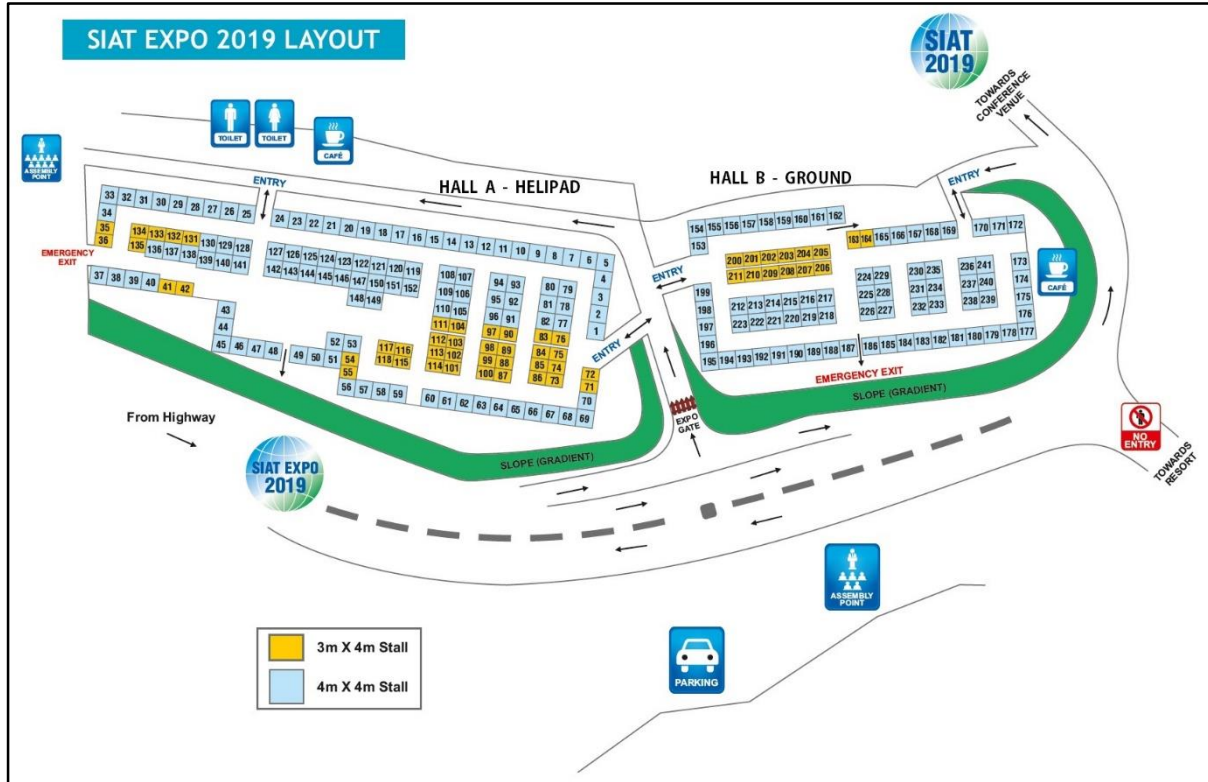 SIAT EXPO 2019 LAYOUT
SIAT
2019
TOWARDS
CONFERENCE
VENUE
TOILET
TOILET
CAFÉ
ASSEMBLY
POINT
HALL A - HELIPAD
HALL B - GROUND
ENTRY
ENTRY
33 32 31 30 29 28 27 26 25
24 23 22 21 20 19 18 17 16 15 14 13 12 11 10 9 8 7 6 5
34
35
36
4
3
2
1
134 133 132 131 130 129 128
135 136 137 138 139 140 141
127 126 125 124 123 122 121 120 119
142 143 144 145 146 147 150 151 152
148 149
EMERGENCY
EXIT
37 38 39 40 41 42
43
44
45 46 47 48
49 50 51
52 53
54
55
56 57 58 59
60 61 62 63 64 65 66 67 68 69
70
71
72
117 116
118 115
108 107
109 106
110 105
111 104
112 103
113 102
114 101
94 93
95 92
96 91
97 90
98 89
99 88
100 87
80 79
81 78
82 77
83 76
84 75
85 74
86 73
ENTRY
ENTRY
154 155 156 157 158 159 160 161 162
153
163 164 165 166 167 168 169
170 171 172
200 201 202 203 204 205
211 210 209 208 207 206
199
198
197
196
212 213 214 215 216 217
223 222 221 220 219 218
224 229
225 228
226 227
230 235
231 234
232 233
236 241
237 240
238 239
173
174
175
176
195 194 193 192 191 190 189 188 187
186 185 184 183 182 181 180 179 178 177
CAFÉ
EMERGENCY EXIT
SLOPE (GRADIENT)
SLOPE (GRADIENT)
EXPO
GATE
From Highway
SIAT EXPO
2019
NO
ENTRY
TOWARDS
RESORT
ASSEMBLY
POINT
PARKING
3m X 4m Stall
4m X 4m Stall